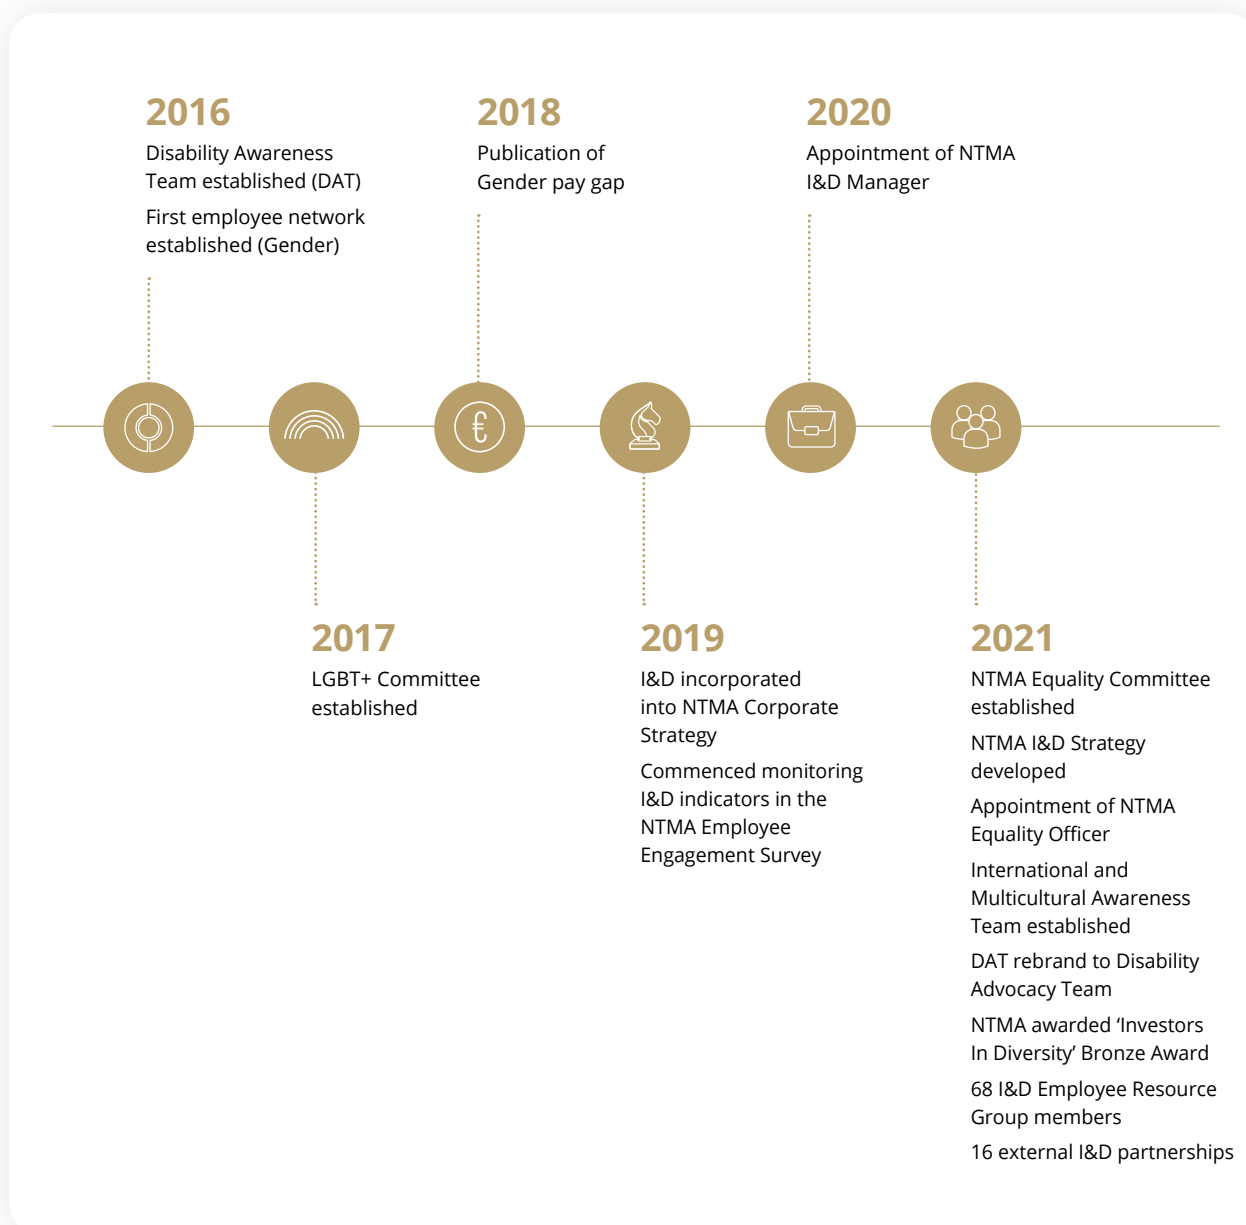 2016
Disability Awareness
Team established (DAT)
First employee network
established (Gender)
2018
Publication of
Gender pay gap
2020
Appointment of NTMA
I&D Manager
€
2017
LGBT+ Committee
established
2019
I&D incorporated
into NTMA Corporate
Strategy
Commenced monitoring
I&D indicators in the
NTMA Employee
Engagement Survey
2021
NTMA Equality Committee
established
NTMA I&D Strategy
developed
Appointment of NTMA
Equality Officer
International and
Multicultural Awareness
Team established
DAT rebrand to Disability
Advocacy Team
NTMA awarded ‘Investors
In Diversity’ Bronze Award
68 I&D Employee Resource
Group members
16 external I&D partnerships